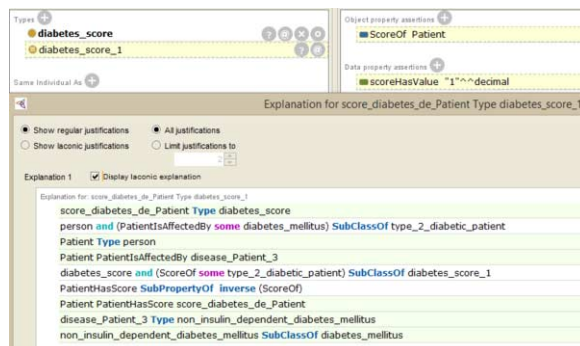 Types
diabetes_score
diabetes_score_1
Same Individual As
Object property assertions
ScoreOf Patient
Data property assertions
scoreHasValue "1"^^decimal
Explanation for score_diabetes_de_Patient Type diabetes_score_1
Show regular justifications
All justifications
Show laconic justifications
Limit justifications to
2
Explanation 1
Display laconic explanation
Explanation for: score_diabetes_de_Patient Type diabetes_score_1
score_diabetes_de_Patient Type diabetes_score
person and (PatientIsAffectedBy some diabetes_mellitus) SubClassOf type_2_diabetic_patient
Patient Type person
Patient PatientIsAffectedBy disease_Patient_3
diabetes_score and (ScoreOf some type_2_diabetic_patient) SubClassOf diabetes_score_1
PatientHasScore SubPropertyOf inverse (ScoreOf)
Patient PatientHasScore score_diabetes_de_Patient
disease_Patient_3 Type non_insulin_dependent_diabetes_mellitus
non_insulin_dependent_diabetes_mellitus SubClassOf diabetes_mellitus